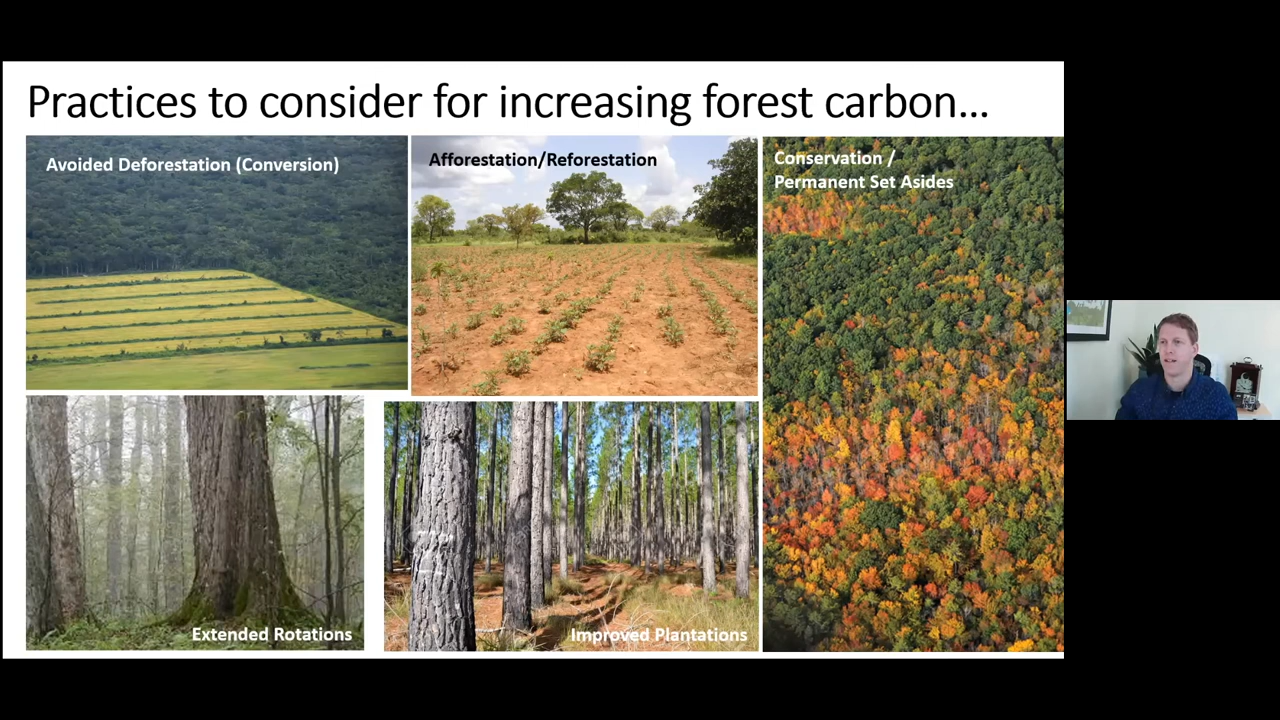 Practices to consider for increasing forest carbon...
Avoided Deforestation (Conversion)
Afforestation/Reforestation
Conservation /
Permanent Set Asides
Extended Rotations
Improved Plantations